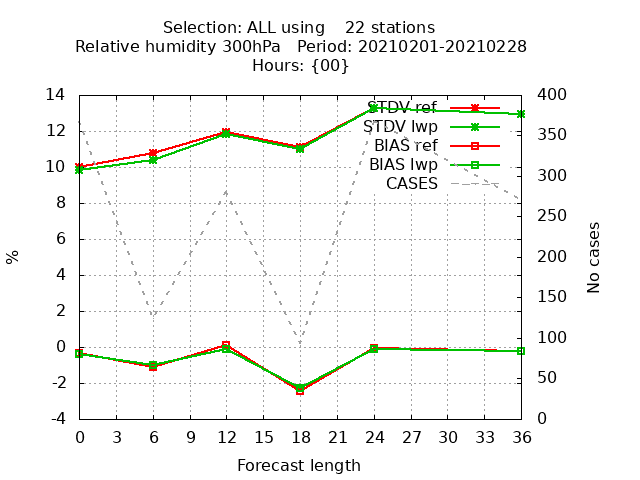 Selection: ALL using    22 stations
Relative humidity 300hPa   Period: 20210201-20210228
Hours: {00}
14
12
10
8
6
4
2
0
-2
-4
%
400
350
300
250
200
150
100
50
0
No cases
STDV ref
STDV lwp
BIAS ref
BIAS lwp
CASES
0 3 6 9 12 15 18 21 24 27 30 33 36
Forecast length